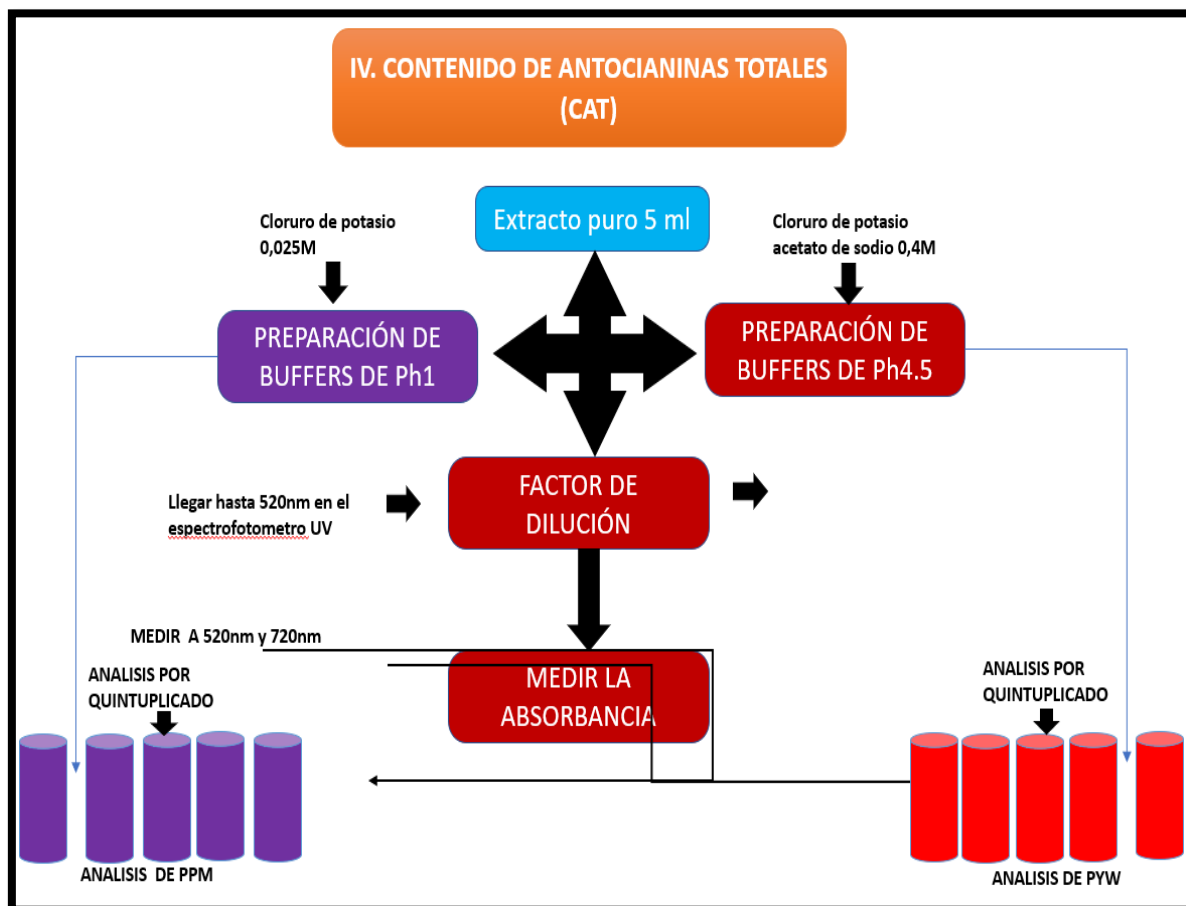 IV. CONTENIDO DE ANTOCIANINAS TOTALES
(CAT)
Extracto puro 5 ml
Cloruro de potasio
0,025M
Cloruro de potasio
acetato de sodio 0,4M
PREPARACIÓN DE
BUFFERS DE Ph1
PREPARACIÓN DE
BUFFERS DE Ph4.5
Llegar hasta 520nm en el
espectrofotometro UV
FACTOR DE
DILUCIÓN
MEDIR A 520nm y 720nm
MEDIR LA
ABSORBANCIA
ANALISIS POR
QUINTUPLICADO
ANALISIS POR
QUINTUPLICADO
ANALISIS DE PPM
ANALISIS DE PYW